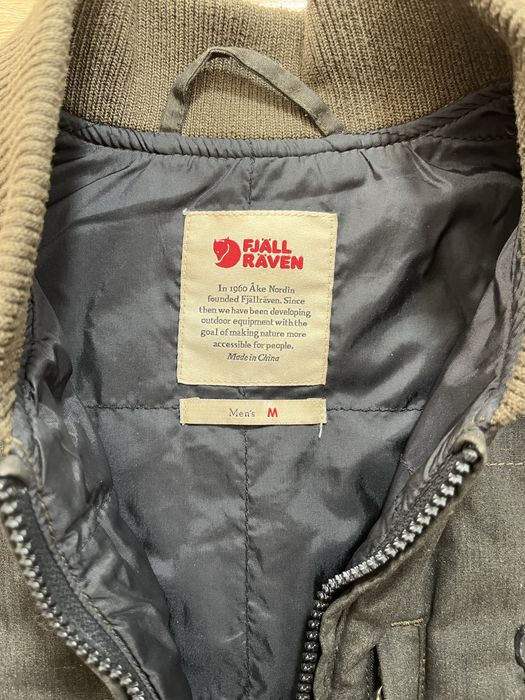 FJÄLL
RÄVEN
In 1960 Åke Nordin
founded Fjällräven. Since
then we have been developing
outdoor equipment with the
goal of making nature more
accessible for people.
Made in China
Men's M